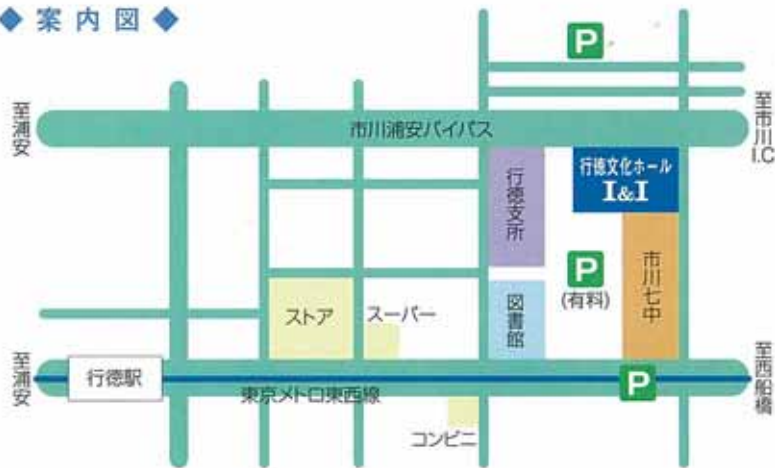 ◆ 案内図 ◆
P
至浦安
市川浦安バイパス
至市川I.C
行徳支所
行徳文化ホール
I&I
P
(有料)
市川七中
ストア
スーパー
図書館
至浦安
行徳駅
東京メトロ東西線
P
至西船橋
コンビニ